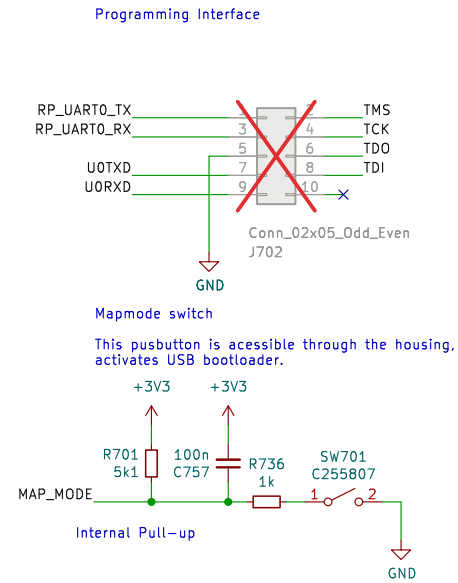 Programming Interface
RP_UART0_TX 1 2 TMS
RP_UART0_RX 3 4 TCK
5 6 TDO
U0TXD 7 8 TDI
U0RXD 9 10
Conn_02x05_Odd_Even
J702
GND
Mapmode switch
This pusbutton is acessible through the housing,
activates USB bootloader.
+3V3 +3V3
R701 100n R736 SW701
5k1 C757 1k C255807
MAP_MODE 1 2
Internal Pull-up
GND